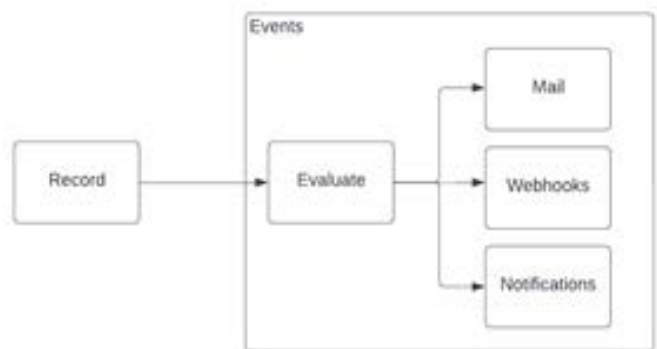 Events
Mail
Record
Evaluate
Webhooks
Notifications